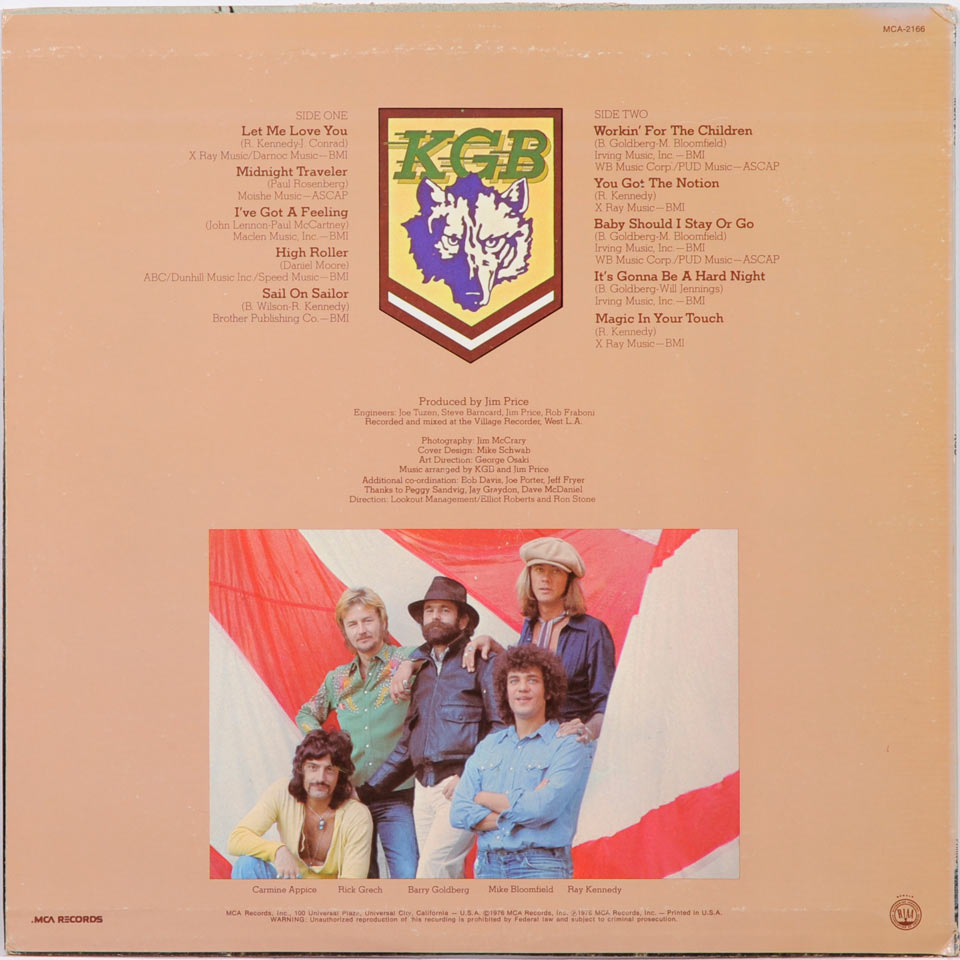 MCA-2166
SIDE ONE
Let Me Love You
(R. Kennedy-J. Conrad)
X Ray Music/Darnoc Music—BMI
Midnight Traveler
(Paul Rosenberg)
Moishe Music—ASCAP
I've Got A Feeling
(John Lennon-Paul McCartney)
Maclen Music, Inc.—BMI
High Roller
(Daniel Moore)
ABC/Dunhill Music Inc./Speed Music—BMI
Sail On Sailor
(B. Wilson-R. Kennedy)
Brother Publishing Co.—BMI
KGB
SIDE TWO
Workin' For The Children
(B. Goldberg-M. Bloomfield)
Irving Music, Inc.—BMI
WB Music Corp./PUD Music—ASCAP
You Got The Notion
(R. Kennedy)
X Ray Music—BMI
Baby Should I Stay Or Go
(B. Goldberg-M. Bloomfield)
Irving Music, Inc.—BMI
WB Music Corp./PUD Music—ASCAP
It's Gonna Be A Hard Night
(B. Goldberg-Will Jennings)
Irving Music, Inc.—BMI
Magic In Your Touch
(R. Kennedy)
X Ray Music—BMI
Produced by Jim Price
Engineers: Joe Tuzen, Steve Barncard, Jim Price, Rob Fraboni
Recorded and mixed at the Village Recorder, West L.A.
Photography: Jim McCrary
Cover Design: Mike Schwab
Art Direction: George Osaki
Music arranged by KGB and Jim Price
Additional co-ordination: Bob Davis, Joe Porter, Jeff Fryer
Thanks to Peggy Sandvig, Jay Graydon, Dave McDaniel
Direction: Lookout Management/Elliot Roberts and Ron Stone
Carmine Appice Rick Grech Barry Goldberg Mike Bloomfield Ray Kennedy
MCA Records, Inc., 100 Universal Plaza, Universal City, California — U.S.A. ©1976 MCA Records, Inc. ℗1976 MCA Records, Inc. — Printed in U.S.A.
WARNING: Unauthorized reproduction of this recording is prohibited by Federal law and subject to criminal prosecution.
.MCA RECORDS